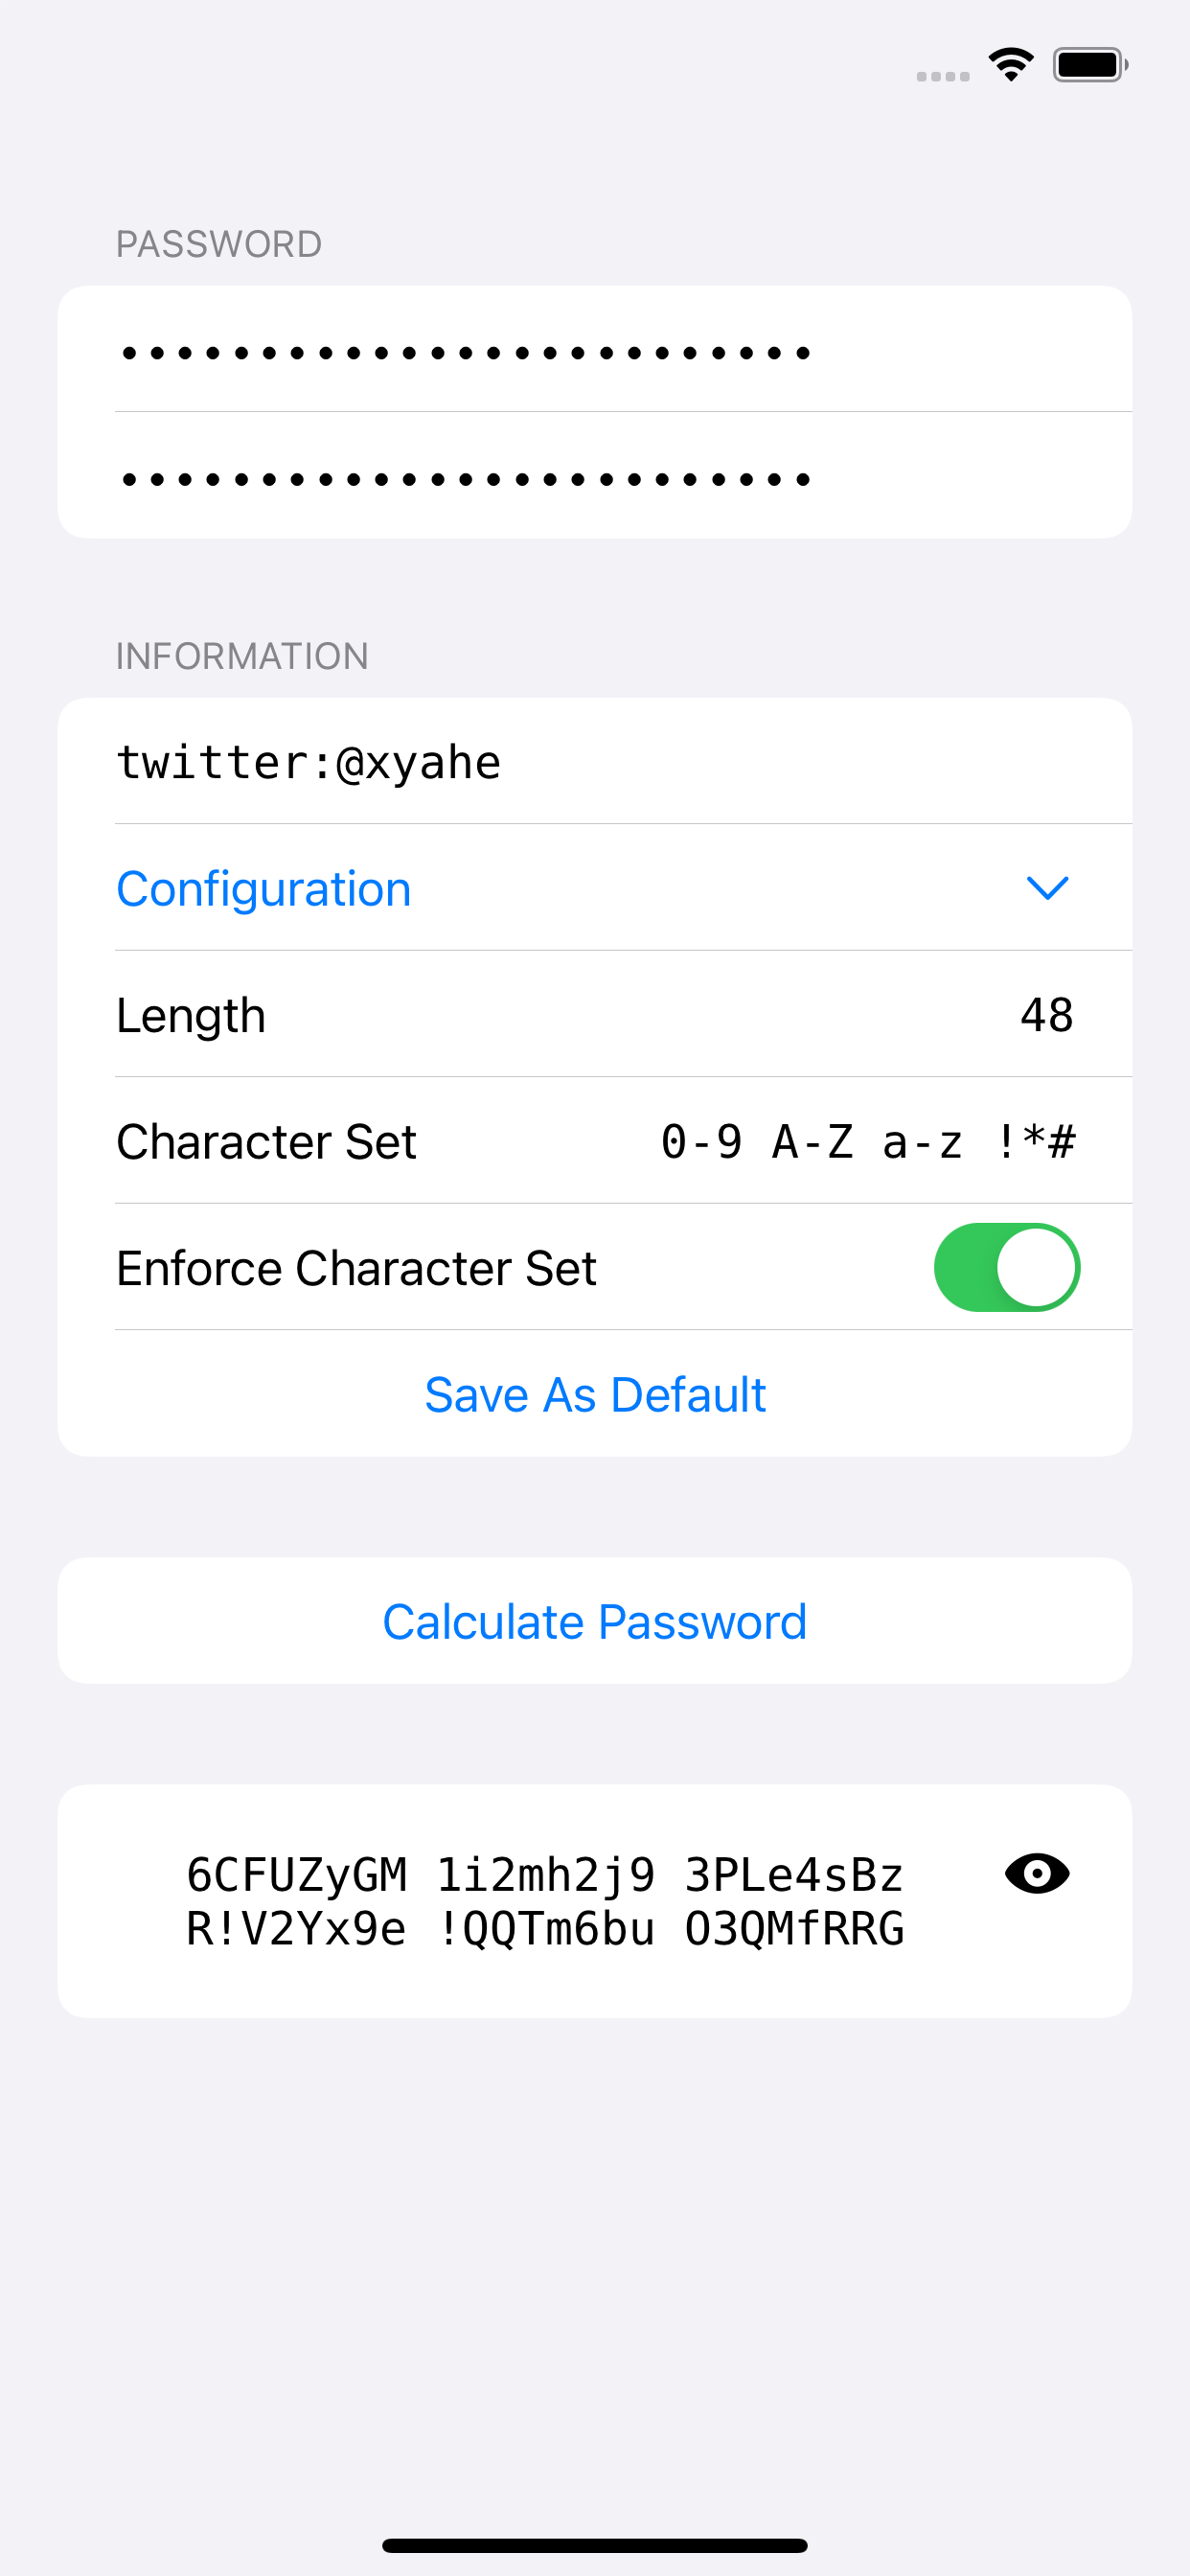 PASSWORD
•••••••••••••••••••••••••
•••••••••••••••••••••••••
INFORMATION
twitter:@xyahe
Configuration
Length 48
Character Set 0-9 A-Z a-z !*#
Enforce Character Set
Save As Default
Calculate Password
6CFUZyGM 1i2mh2j9 3PLe4sBz
R!V2Yx9e !QQTm6bu O3QMfRRG